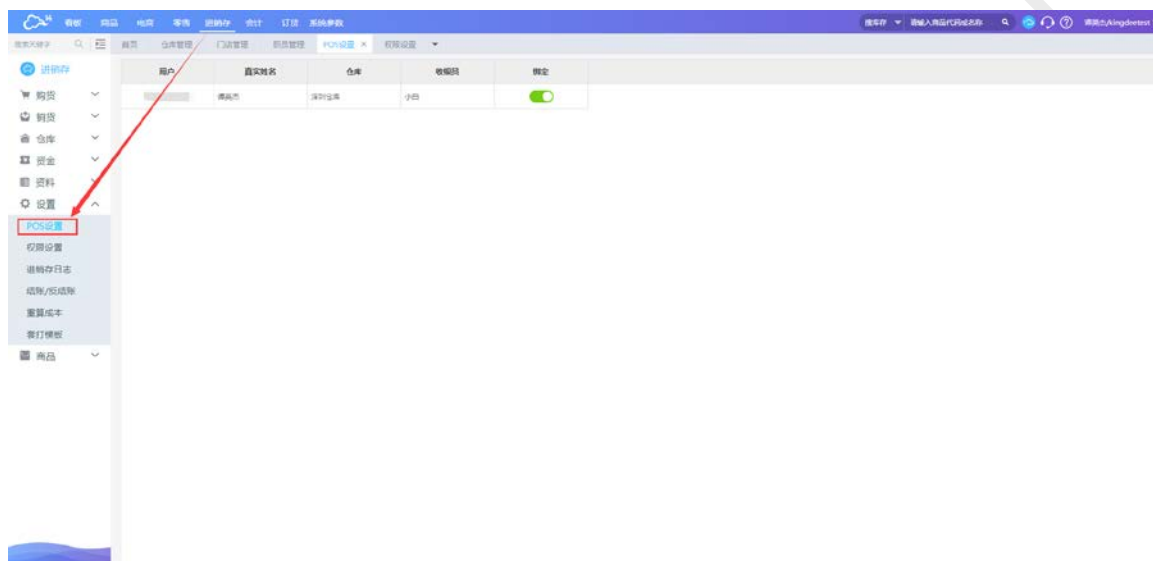 看板 商品 电商 零售 进销存 会计 订货 系统参数
搜库存 请输入商品代码或名称
首页 仓库管理 门店管理 职员管理 POS设置 × 权限设置
进销存
用户 真实姓名 仓库 收银员 绑定
小白
购货
销货
仓库
资金
资料
设置
POS设置
权限设置
进销存日志
结账/反结账
重算成本
套打模板
商品